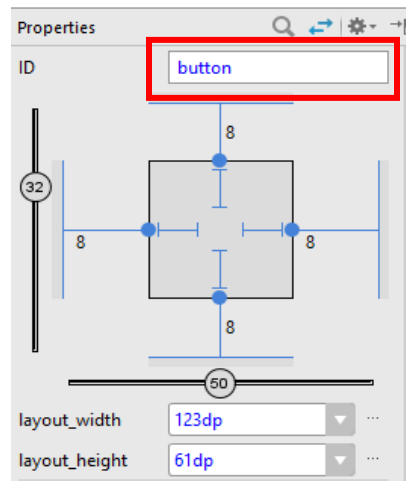 Properties
ID button
8
32
8 8
8
50
layout_width 123dp ...
layout_height 61dp ...